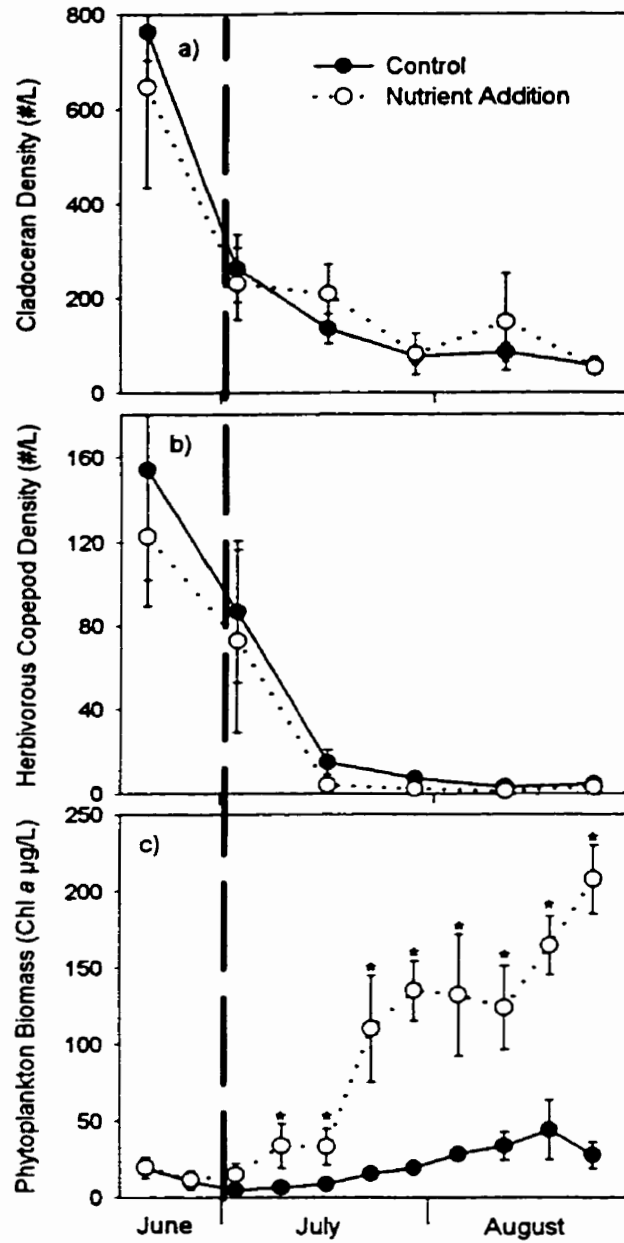 800
a)
Control
Nutrient Addition
600
400
200
0
Cladoceran Density (#/L)
b)
160
120
80
40
0
Herbivorous Copepod Density (#/L)
250
c)
200
150
100
50
0
Phytoplankton Biomass (Chl a µg/L)
* * * * * * * * *
June July August